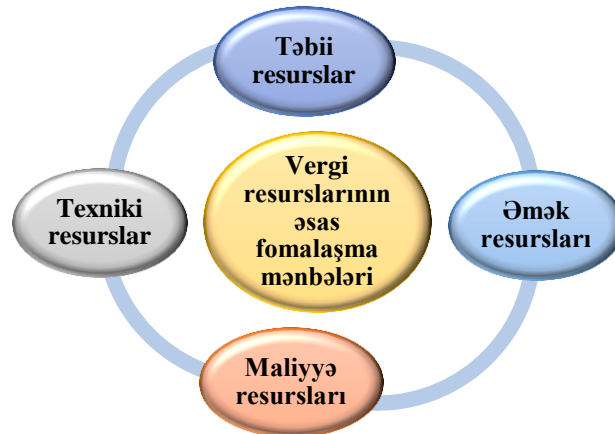 Təbii
resurslar
Vergi
resurslarının
əsas
fomalaşma
mənbələri
Texniki
resurslar
Əmək
resursları
Maliyyə
resursları